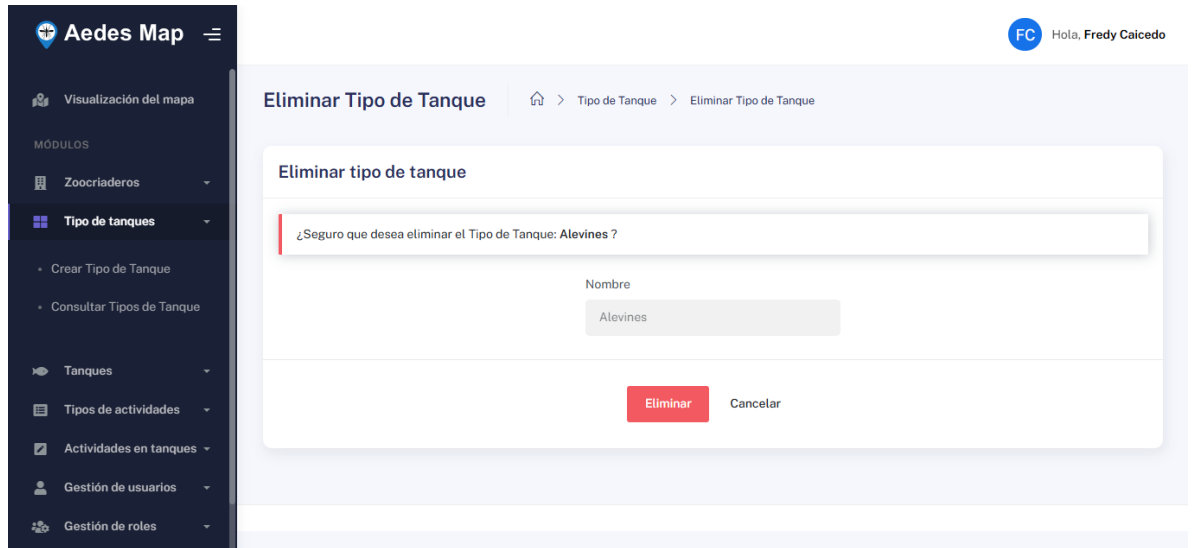 Aedes Map
FC
Hola, Fredy Caicedo
Visualización del mapa
MÓDULOS
Zoocriaderos
Tipo de tanques
Crear Tipo de Tanque
Consultar Tipos de Tanque
Tanques
Tipos de actividades
Actividades en tanques
Gestión de usuarios
Gestión de roles
Eliminar Tipo de Tanque
Tipo de Tanque > Eliminar Tipo de Tanque
Eliminar tipo de tanque
¿Seguro que desea eliminar el Tipo de Tanque: Alevines ?
Nombre
Alevines
Eliminar Cancelar